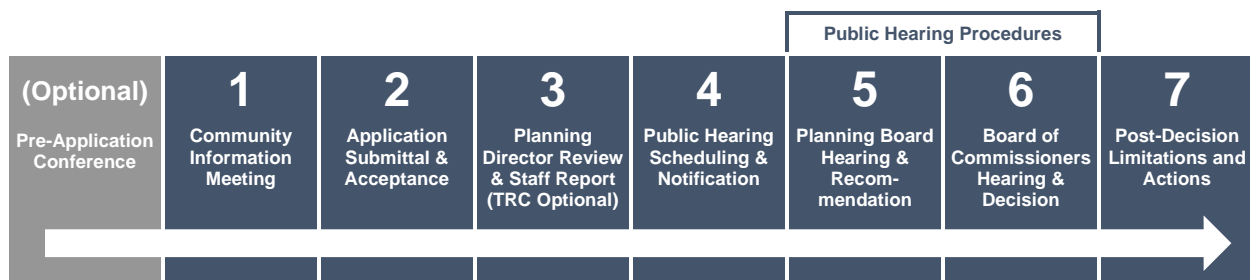 Public Hearing Procedures
(Optional)
Pre-Application
Conference
1
Community
Information
Meeting
2
Application
Submittal &
Acceptance
3
Planning
Director Review
& Staff Report
(TRC Optional)
4
Public Hearing
Scheduling &
Notification
5
Planning Board
Hearing &
Recom-
mendation
6
Board of
Commissioners
Hearing &
Decision
7
Post-Decision
Limitations and
Actions